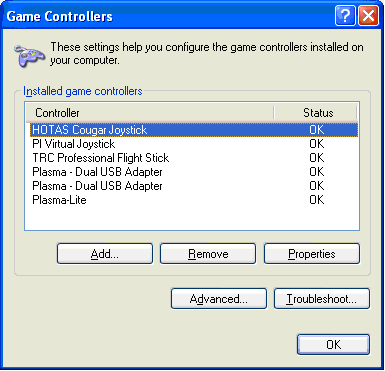 Game Controllers
These settings help you configure the game controllers installed on
your computer.
Installed game controllers
Controller Status
HOTAS Cougar Joystick OK
PI Virtual Joystick OK
TRC Professional Flight Stick OK
Plasma - Dual USB Adapter OK
Plasma - Dual USB Adapter OK
Plasma-Lite OK
Add... Remove Properties
Advanced... Troubleshoot...
OK